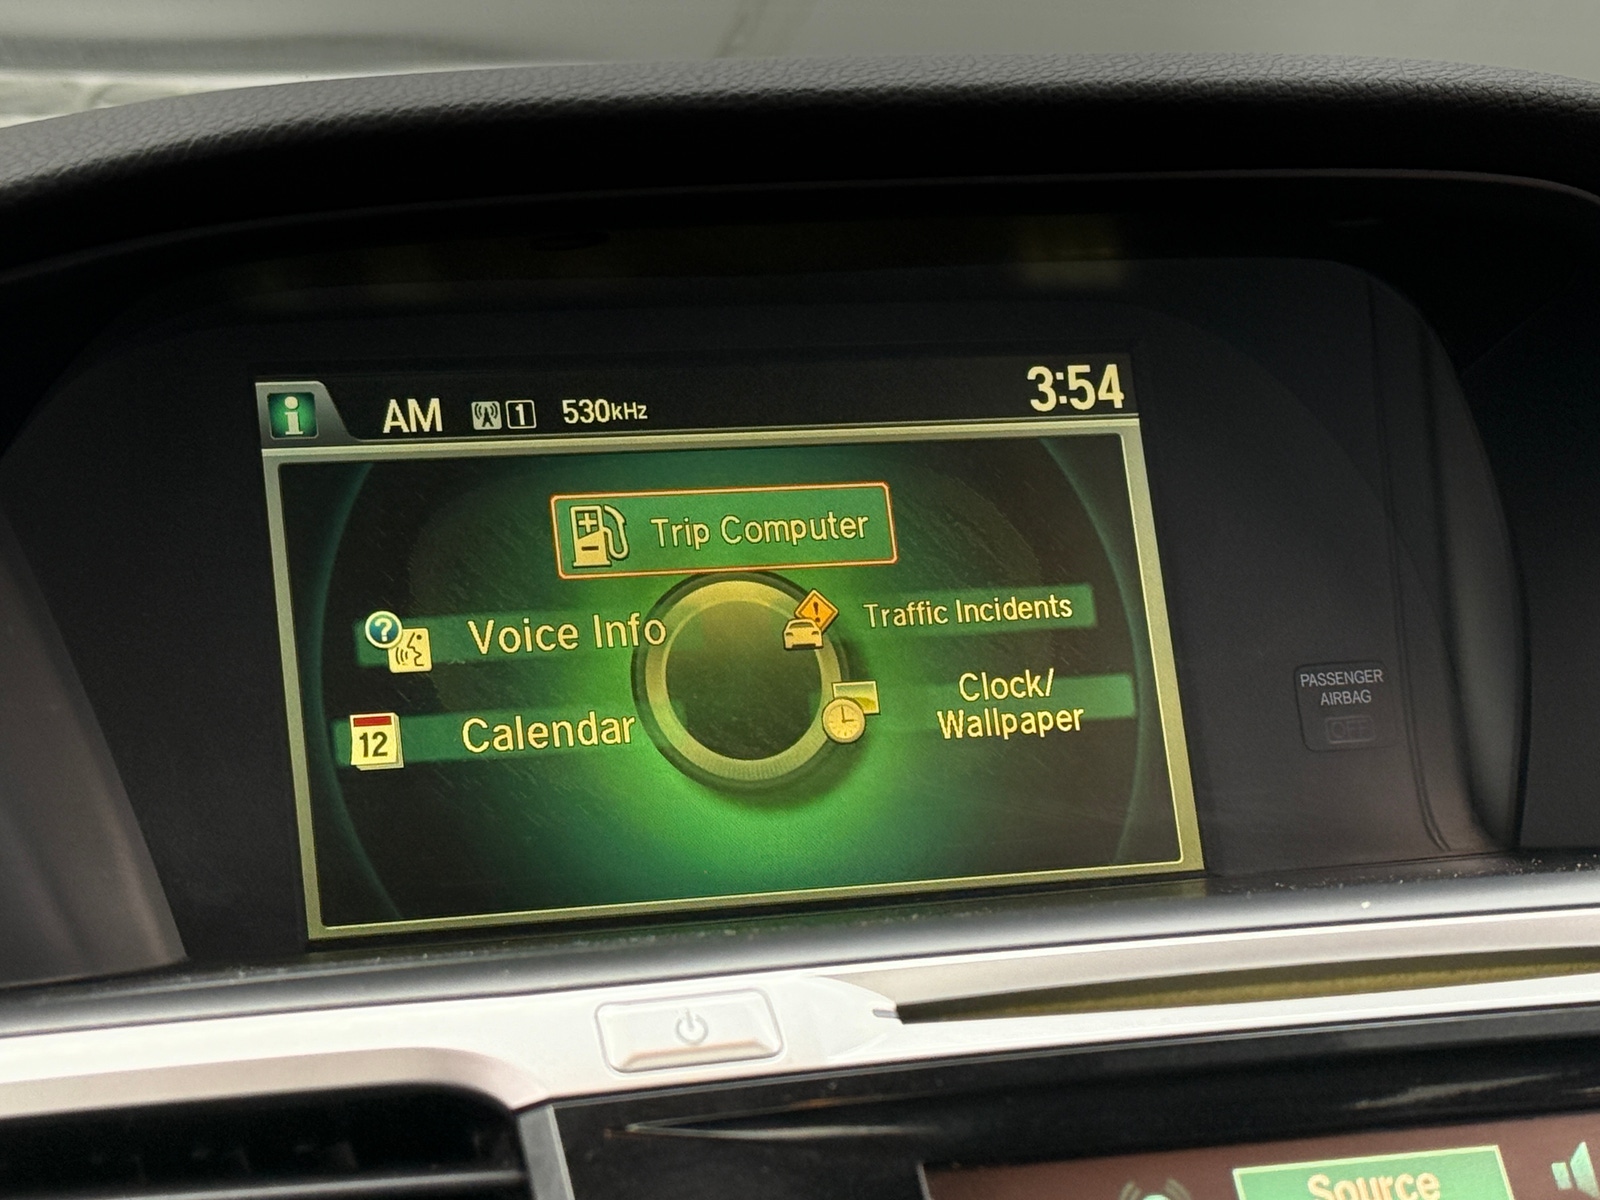 i AM 1 530kHz 3:54
Trip Computer
Voice Info
Traffic Incidents
12 Calendar
Clock/
Wallpaper
PASSENGER
AIRBAG
OFF
Source